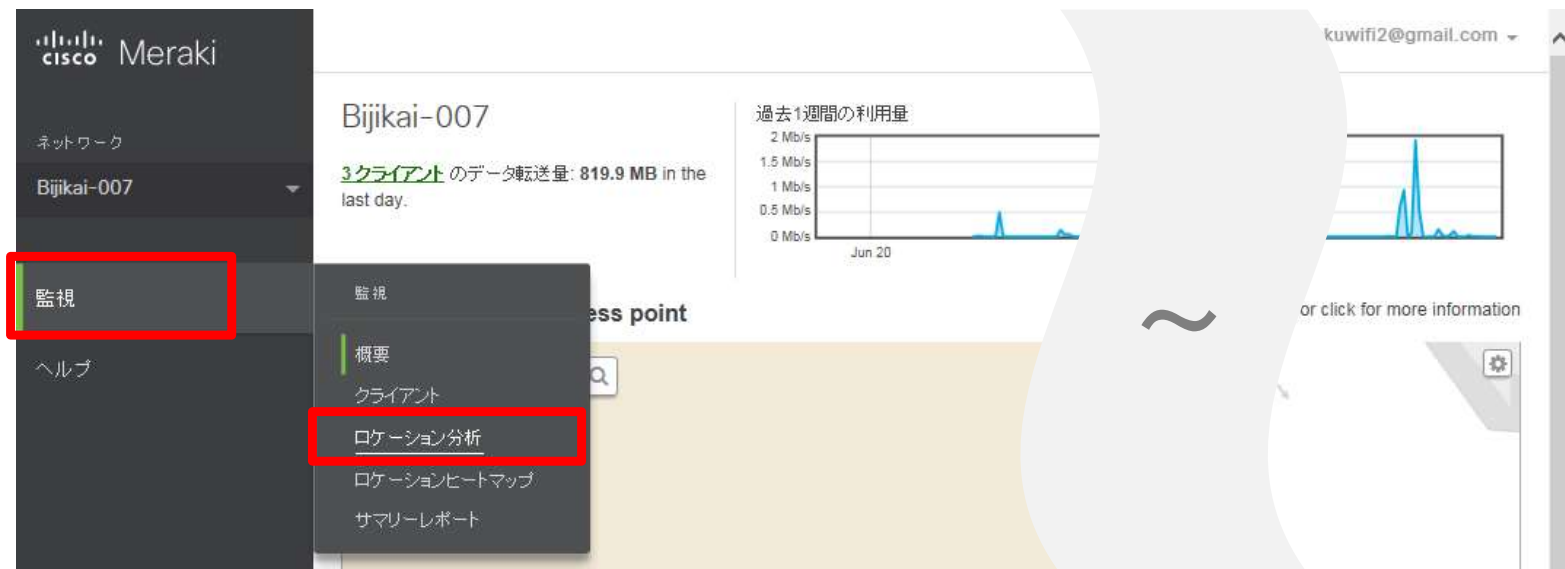 cisco Meraki
kuwifi2@gmail.com
ネットワーク
Bijikai-007
監視
ヘルプ
Bijikai-007
3クライアント のデータ転送量: 819.9 MB in the
last day.
過去1週間の利用量
2 Mb/s
1.5 Mb/s
1 Mb/s
0.5 Mb/s
0 Mb/s
Jun 20
監視
概要
クライアント
ロケーション分析
ロケーションヒートマップ
サマリーレポート
ess point
~
or click for more information